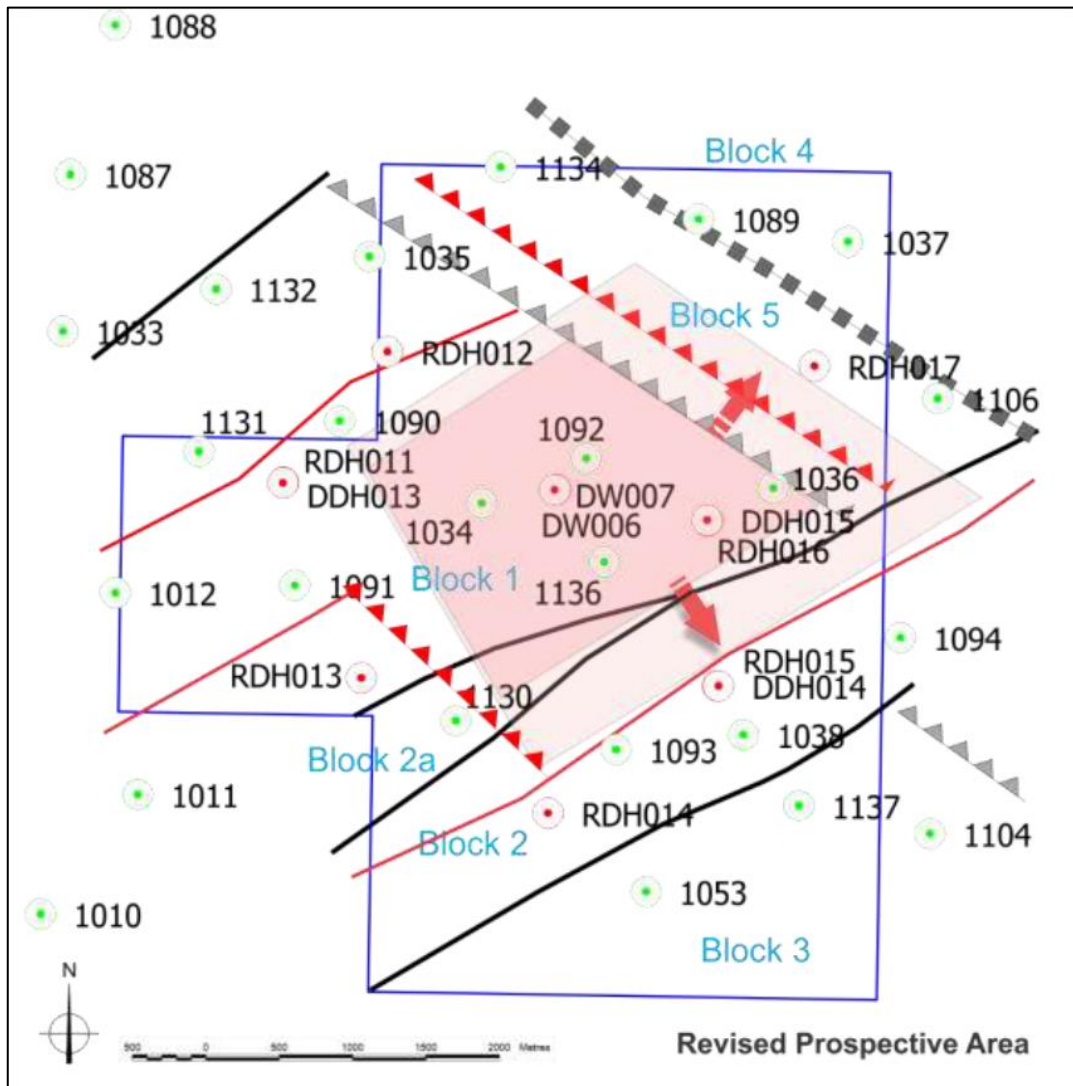 1088
1087
Block 4
1134
1089
1037
1035
1132
1033
Block 5
RDH012
RDH017
1106
1131
1090
1092
RDH011
DDH013
1036
1034
DW007
DW006
DDH015
RDH016
1012
1091
Block 1
1136
1094
RDH013
RDH015
DDH014
1130
Block 2a
1093
1038
1011
1137
RDH014
1104
Block 2
1053
1010
Block 3
N
500 0 500 1000 1500 2000 Metres
Revised Prospective Area